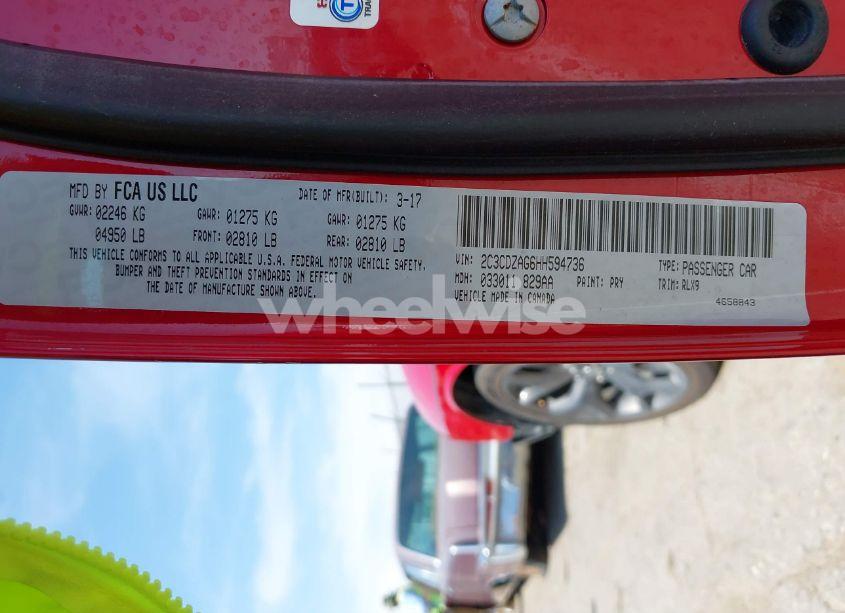 TRAC
MFD BY FCA US LLC
DATE OF MFR(BUILT): 3-17
GVWR: 02246 KG GAWR: 01275 KG GAWR: 01275 KG
04950 LB FRONT: 02810 LB REAR: 02810 LB
THIS VEHICLE CONFORMS TO ALL APPLICABLE U.S.A. FEDERAL MOTOR VEHICLE SAFETY,
BUMPER AND THEFT PREVENTION STANDARDS IN EFFECT ON
THE DATE OF MANUFACTURE SHOWN ABOVE.
VIN: 2C3CDZAG6HH594736 TYPE: PASSENGER CAR
MDH: 033011 829AA PAINT: PRY TRIM: RLX9
VEHICLE MADE IN CANADA 4658843
wheelwise